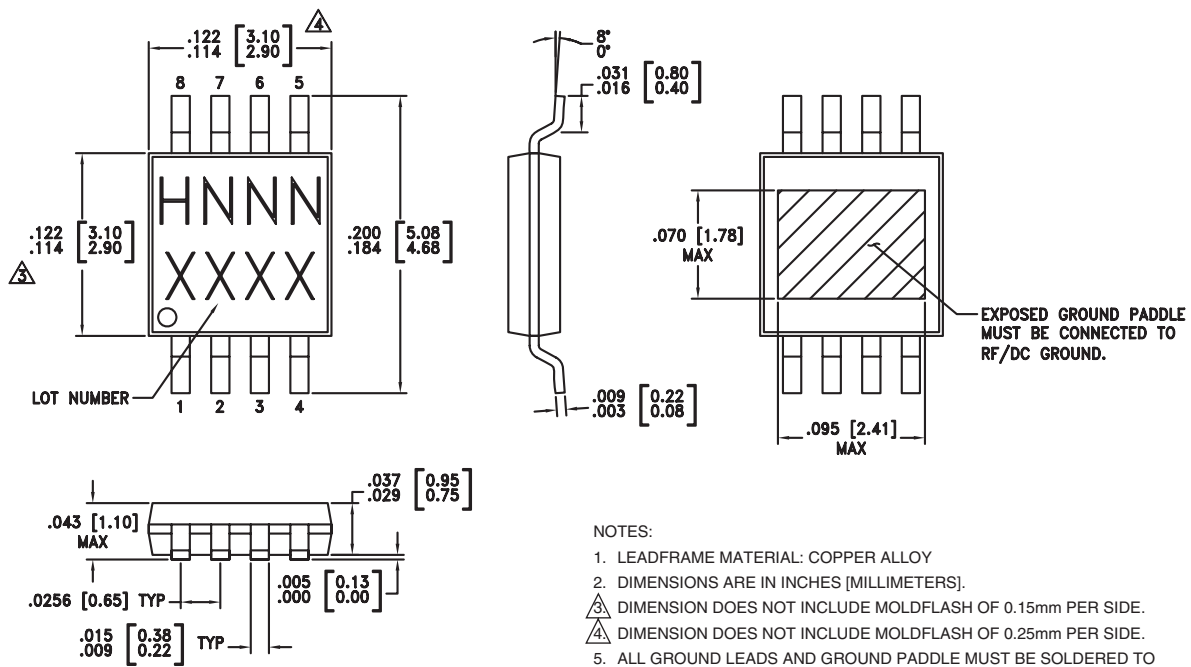 .122 [3.10]
.114 [2.90]
4
8 7 6 5
HNNN
XXXX
.122 [3.10]
.114 [2.90]
3
.200 [5.08]
.184 [4.68]
LOT NUMBER
1 2 3 4
8°
0°
.031 [0.80]
.016 [0.40]
.009 [0.22]
.003 [0.08]
.070 [1.78]
MAX
EXPOSED GROUND PADDLE
MUST BE CONNECTED TO
RF/DC GROUND.
.095 [2.41]
MAX
.037 [0.95]
.029 [0.75]
.043 [1.10]
MAX
.005 [0.13]
.000 [0.00]
.0256 [0.65] TYP
.015 [0.38]
.009 [0.22] TYP
NOTES:
1. LEADFRAME MATERIAL: COPPER ALLOY
2. DIMENSIONS ARE IN INCHES [MILLIMETERS].
3. DIMENSION DOES NOT INCLUDE MOLDFLASH OF 0.15mm PER SIDE.
4. DIMENSION DOES NOT INCLUDE MOLDFLASH OF 0.25mm PER SIDE.
5. ALL GROUND LEADS AND GROUND PADDLE MUST BE SOLDERED TO